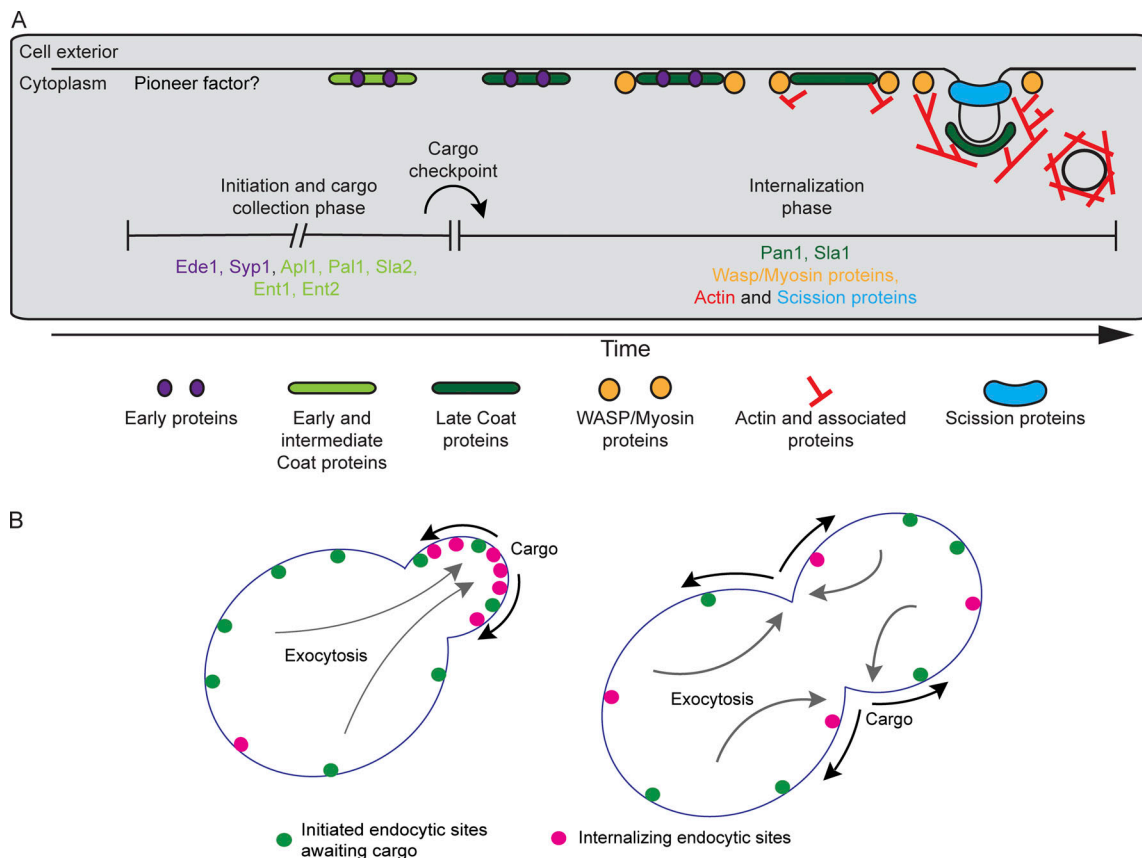 A
Cell exterior
Cytoplasm
Pioneer factor?
Cargo
checkpoint
Initiation and cargo
collection phase
Internalization
phase
Ede1, Syp1, Apl1, Pal1, Sla2,
Ent1, Ent2
Pan1, Sla1
Wasp/Myosin proteins,
Actin and Scission proteins
Time
Early proteins
Early and
intermediate
Coat proteins
Late Coat
proteins
WASP/Myosin
proteins
Actin and associated
proteins
Scission proteins
B
Cargo
Exocytosis
Exocytosis
Cargo
Initiated endocytic sites
awaiting cargo
Internalizing endocytic sites